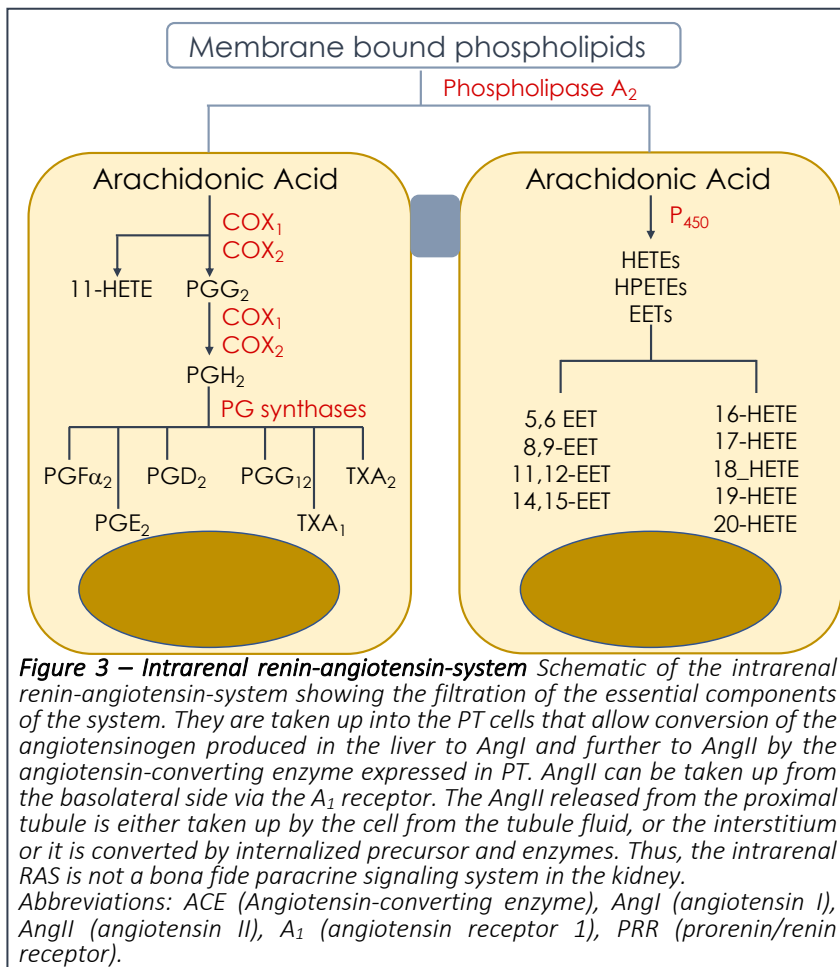 Membrane bound phospholipids
Phospholipase A₂
Arachidonic Acid
COX₁
COX₂
11-HETE PGG₂
COX₁
COX₂
PGH₂
PG synthases
PGFα₂ PGD₂ PGG₁₂ TXA₂
PGE₂ TXA₁
Arachidonic Acid
P₄₅₀
HETEs
HPETEs
EETs
5,6 EET
8,9-EET
11,12-EET
14,15-EET
16-HETE
17-HETE
18_HETE
19-HETE
20-HETE
Figure 3 – Intrarenal renin-angiotensin-system Schematic of the intrarenal
renin-angiotensin-system showing the filtration of the essential components
of the system. They are taken up into the PT cells that allow conversion of the
angiotensinogen produced in the liver to AngI and further to AngII by the
angiotensin-converting enzyme expressed in PT. AngII can be taken up from
the basolateral side via the A₁ receptor. The AngII released from the proximal
tubule is either taken up by the cell from the tubule fluid, or the interstitium
or it is converted by internalized precursor and enzymes. Thus, the intrarenal
RAS is not a bona fide paracrine signaling system in the kidney.
Abbreviations: ACE (Angiotensin-converting enzyme), AngI (angiotensin I),
AngII (angiotensin II), A₁ (angiotensin receptor 1), PRR (prorenin/renin
receptor).